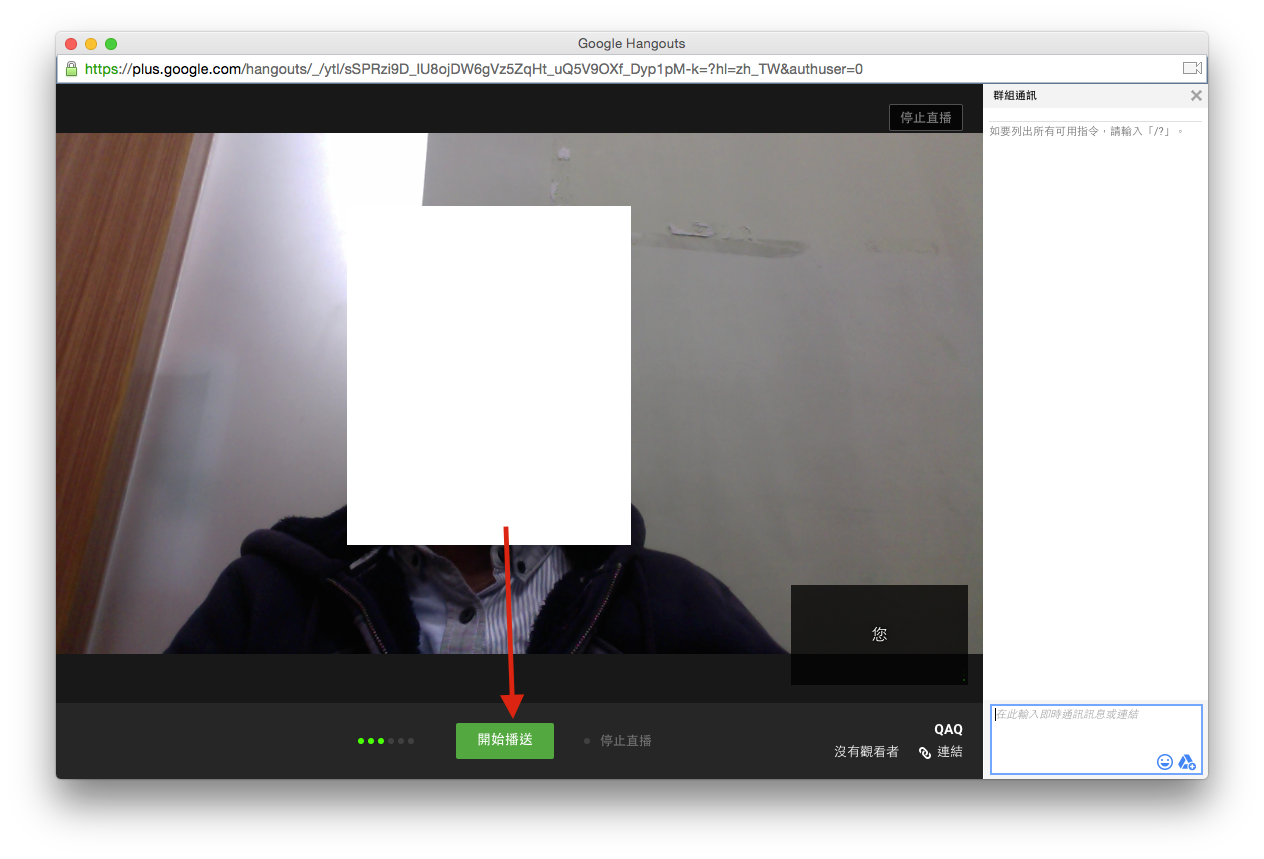 Google Hangouts
https://plus.google.com/hangouts/_/ytl/sSPRzi9D_IU8ojDW6gVz5ZqHt_uQ5V9OXf_Dyp1pM-k=?hl=zh_TW&authuser=0
停止直播
群組通訊
如要列出所有可用指令，請輸入「/?」。
您
開始播送
停止直播
QAQ
沒有觀看者
連結
在此輸入即時通訊訊息或連結